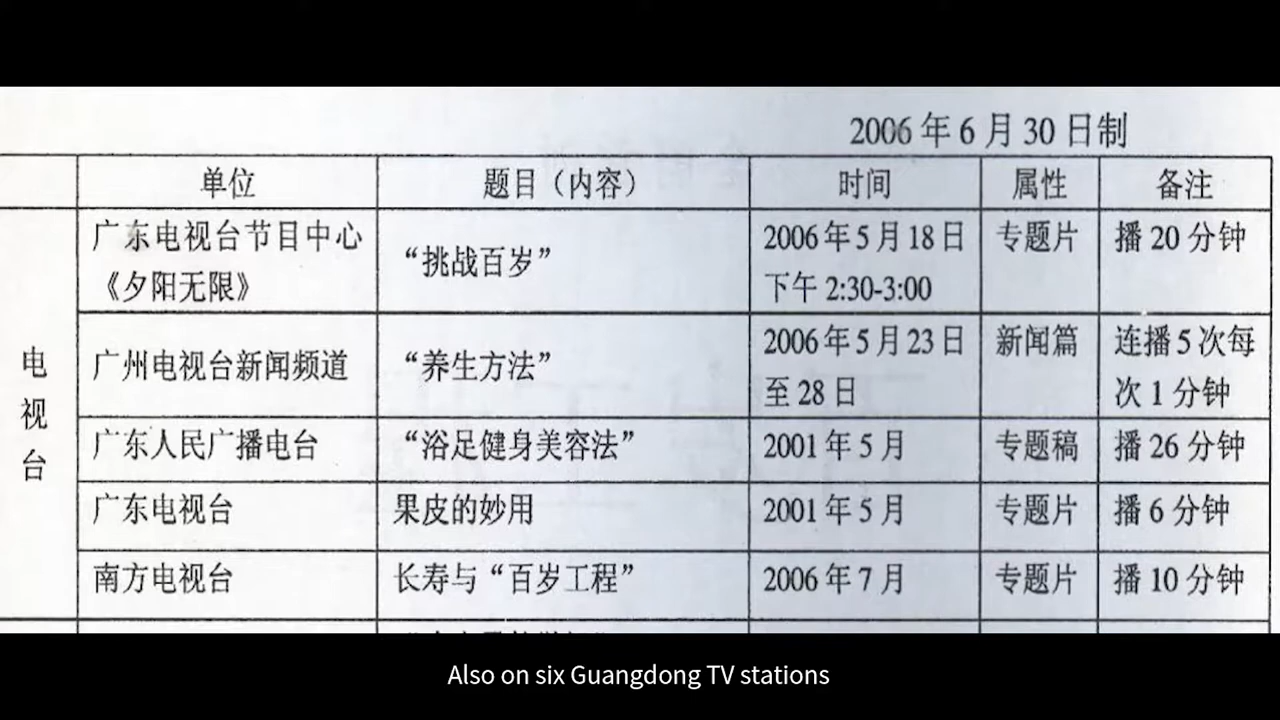 2006年6月30日制
单位 题目（内容） 时间 属性 备注
电视台
广东电视台节目中心
《夕阳无限》
“挑战百岁”
2006年5月18日
下午2:30-3:00
专题片
播20分钟
广州电视台新闻频道
“养生方法”
2006年5月23日
至28日
新闻篇
连播5次每
次1分钟
广东人民广播电台 “浴足健身美容法” 2001年5月 专题稿 播26分钟
广东电视台 果皮的妙用 2001年5月 专题片 播6分钟
南方电视台 长寿与“百岁工程” 2006年7月 专题片 播10分钟
Also on six Guangdong TV stations